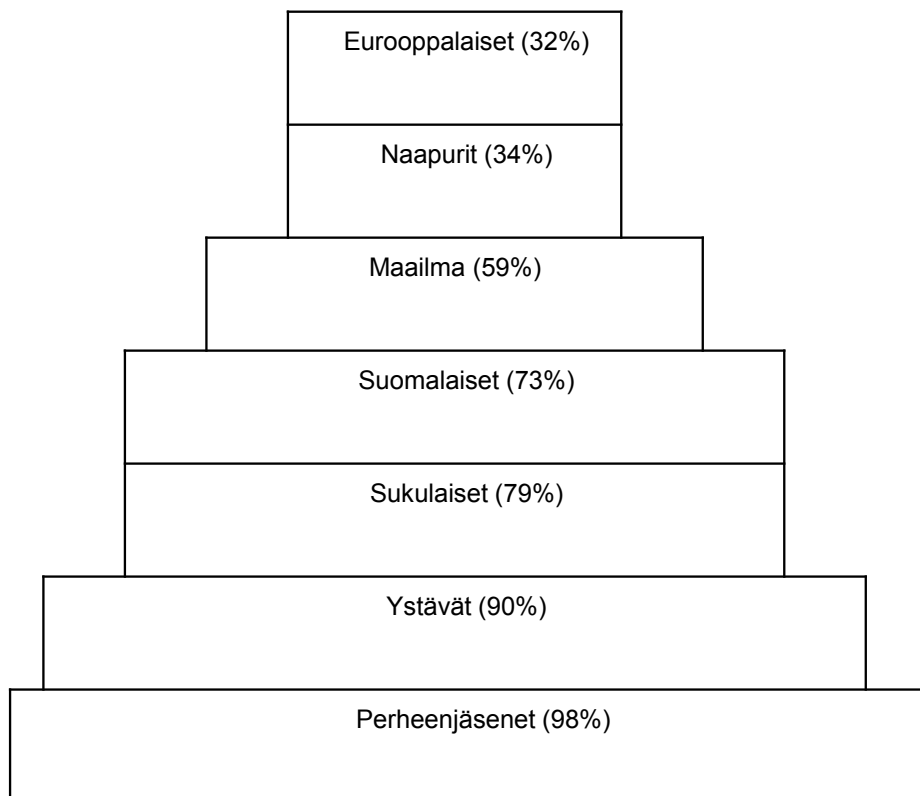 Eurooppalaiset (32%)
Naapurit (34%)
Maailma (59%)
Suomalaiset (73%)
Sukulaiset (79%)
Ystävät (90%)
Perheenjäsenet (98%)